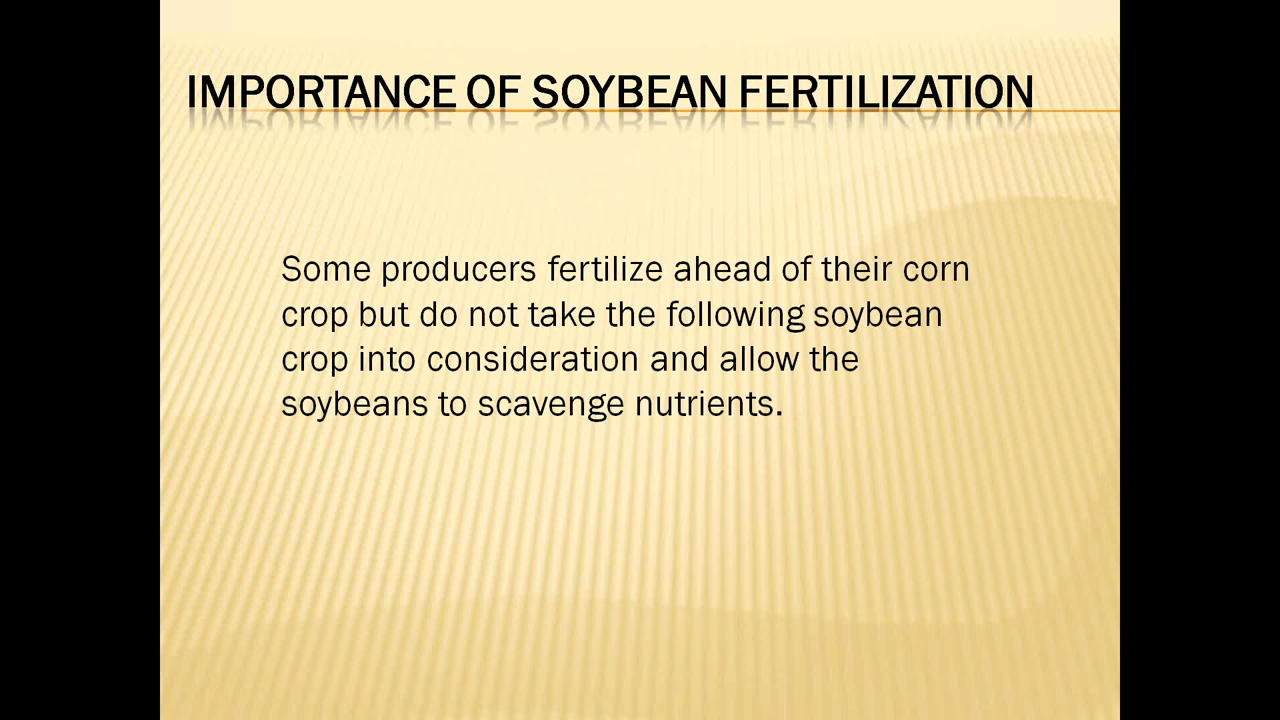 IMPORTANCE OF SOYBEAN FERTILIZATION
Some producers fertilize ahead of their corn
crop but do not take the following soybean
crop into consideration and allow the
soybeans to scavenge nutrients.